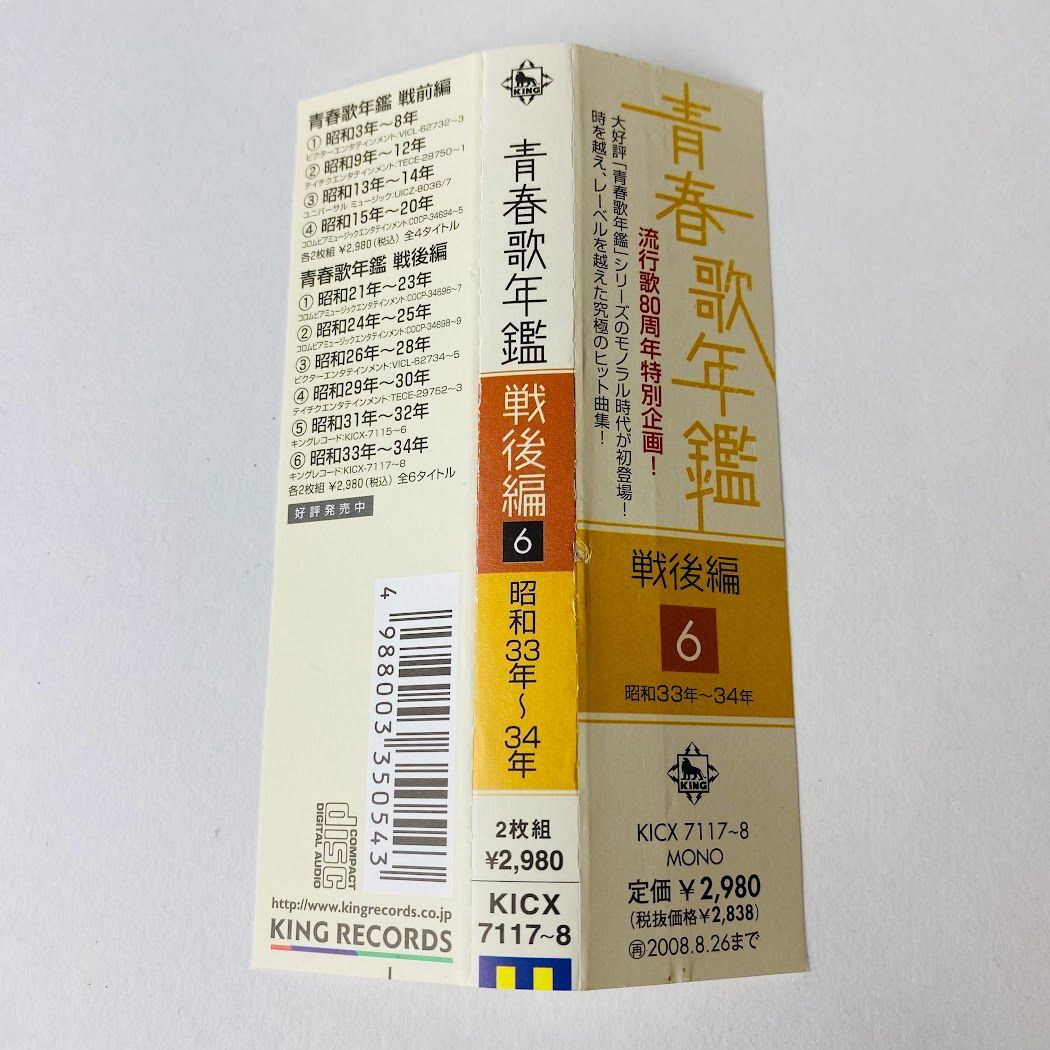 青春歌年鑑 戦前編
① 昭和3年〜8年
ビクターエンタテインメント:VICL-62732〜3
② 昭和9年〜12年
テイチクエンタテインメント:TECE-29750〜1
③ 昭和13年〜14年
ユニバーサル ミュージック:UICZ-8036/7
④ 昭和15年〜20年
コロムビアミュージックエンタテインメント:COCP-34694〜5
各2枚組 ¥2,980(税込) 全4タイトル
青春歌年鑑 戦後編
① 昭和21年〜23年
コロムビアミュージックエンタテインメント:COCP-34696〜7
② 昭和24年〜25年
コロムビアミュージックエンタテインメント:COCP-34698〜9
③ 昭和26年〜28年
ビクターエンタテインメント:VICL-62734〜5
④ 昭和29年〜30年
テイチクエンタテインメント:TECE-29752〜3
⑤ 昭和31年〜32年
キングレコード:KICX-7115〜6
⑥ 昭和33年〜34年
キングレコード:KICX-7117〜8
各2枚組 ¥2,980(税込) 全6タイトル
好評発売中
4 988003 350543
COMPACT
disc
DIGITAL AUDIO
http://www.kingrecords.co.jp
KING RECORDS
KING
青春歌年鑑
戦後編
6
昭和33年〜34年
2枚組
¥2,980
KICX
7117~8
青春歌年鑑
流行歌80周年特別企画!
大好評「青春歌年鑑」シリーズのモノラル時代が初登場!
時を越え、レーベルを越えた究極のヒット曲集!
戦後編
6
昭和33年〜34年
KING
KICX 7117~8
MONO
定価 ¥2,980
(税抜価格¥2,838)
㊢2008.8.26まで